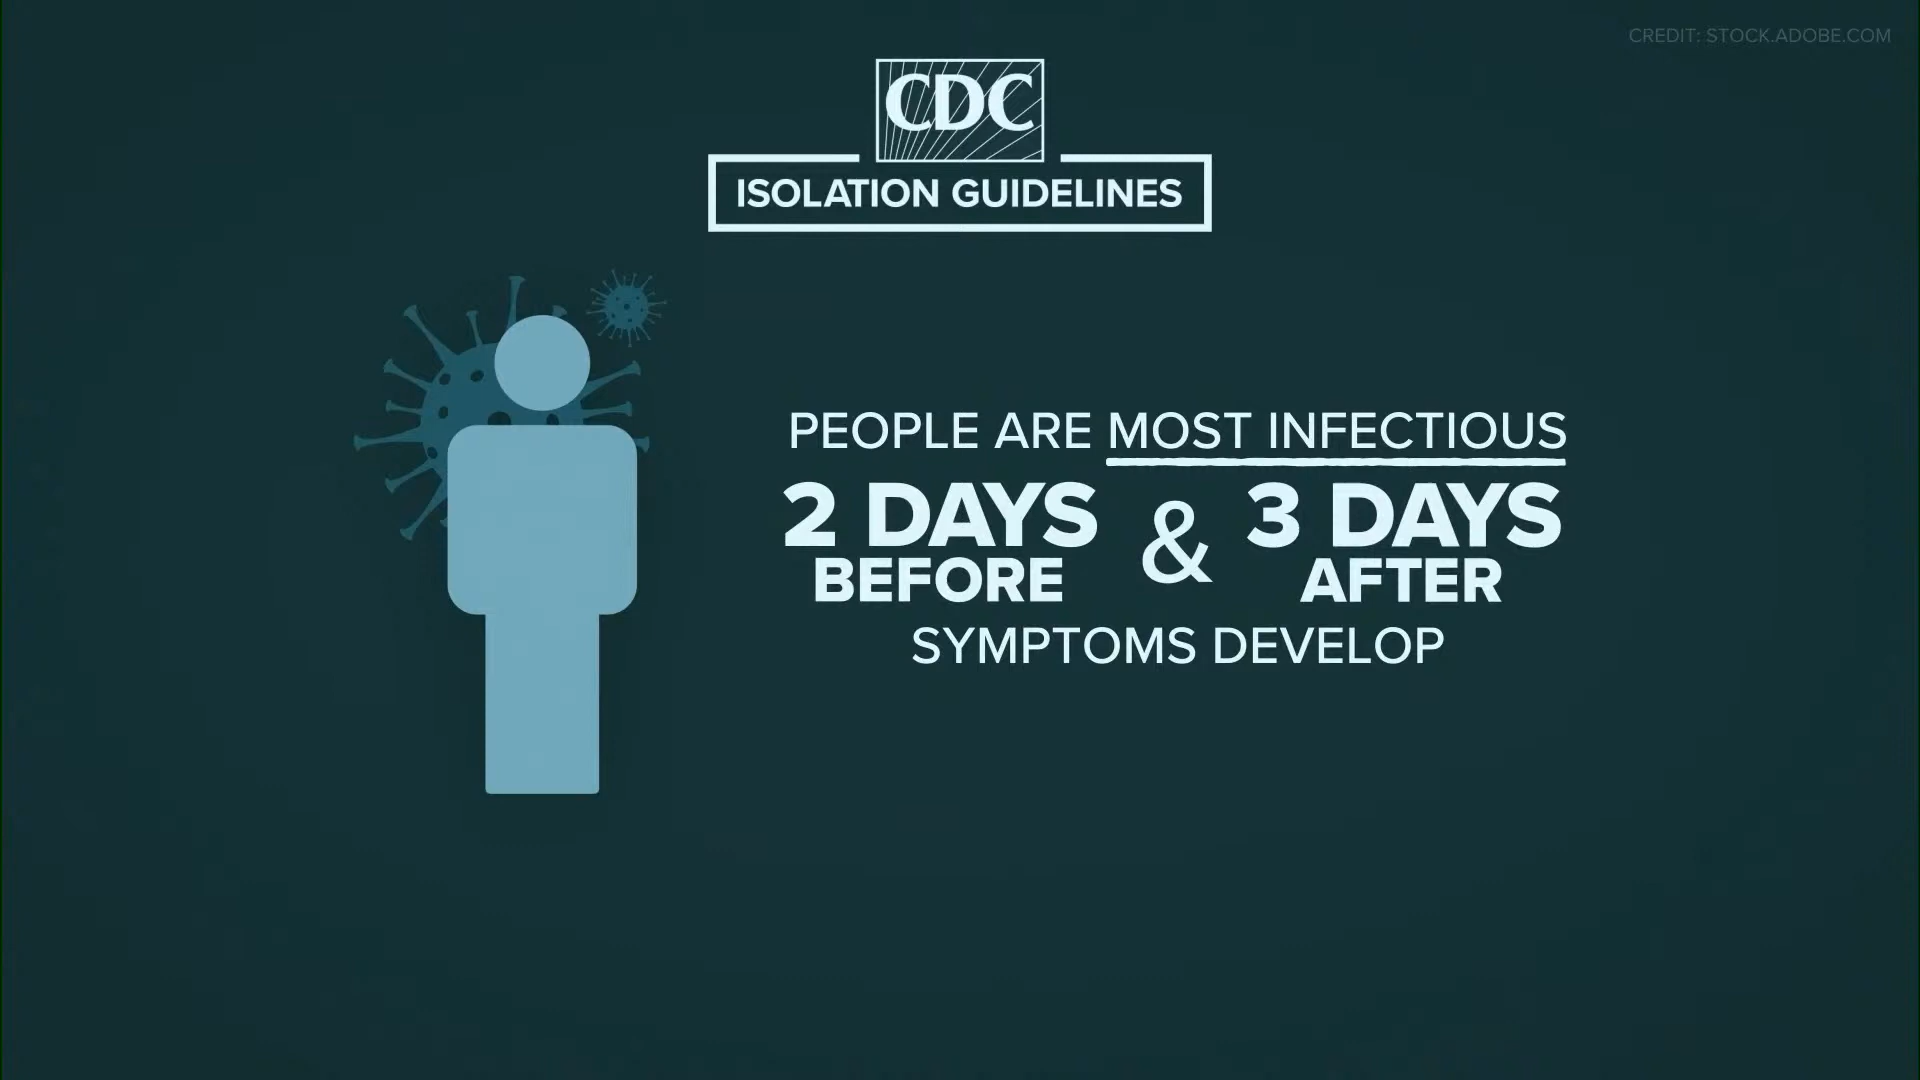 CREDIT: STOCK.ADOBE.COM
CDC
ISOLATION GUIDELINES
PEOPLE ARE MOST INFECTIOUS
2 DAYS BEFORE & 3 DAYS AFTER
SYMPTOMS DEVELOP